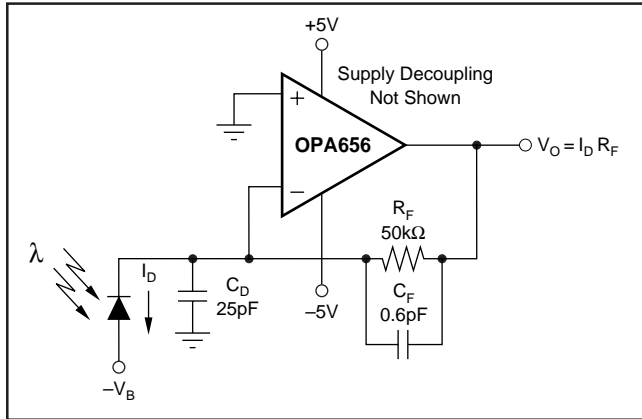 +5V
Supply Decoupling
Not Shown
+
OPA656
V_O = I_D R_F
−
R_F
50kΩ
λ
I_D
C_D
25pF
−5V
C_F
0.6pF
−V_B